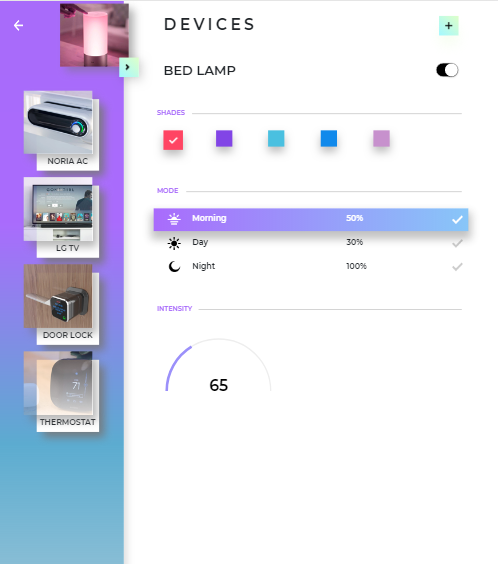 DEVICES
+
BED LAMP
SHADES
MODE
Morning 50%
Day 30%
Night 100%
INTENSITY
65
NORIA AC
LG TV
DOOR LOCK
71
THERMOSTAT